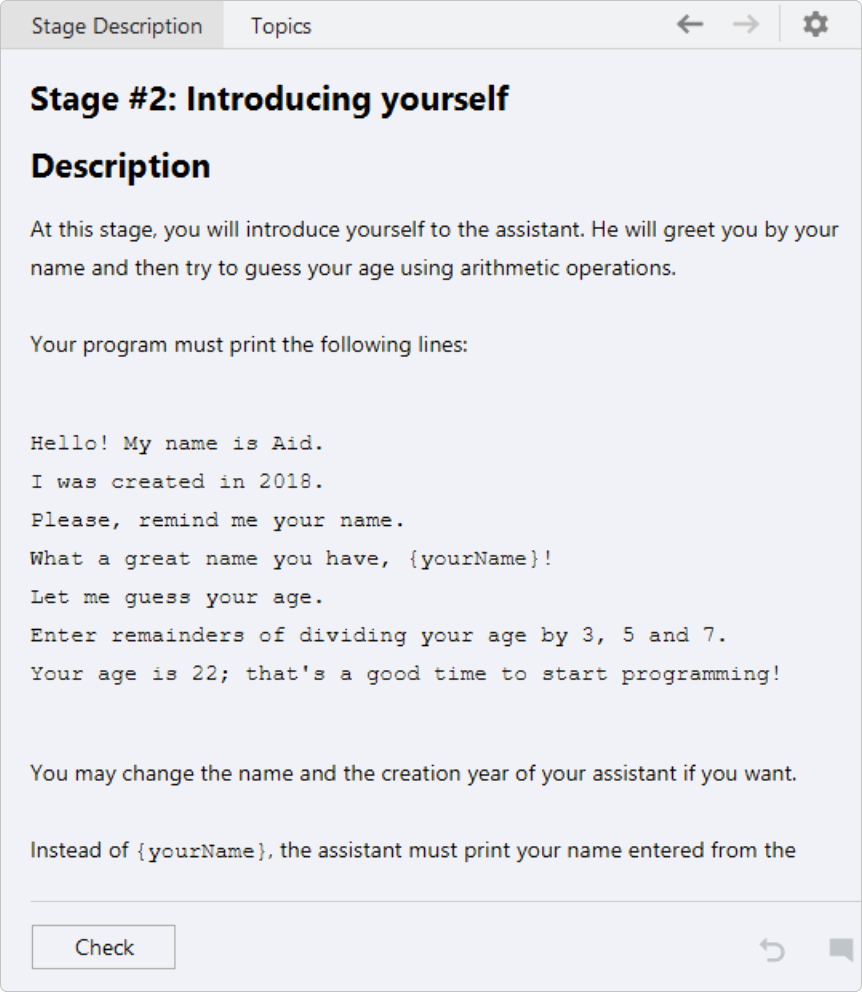 Stage Description Topics
Stage #2: Introducing yourself
Description
At this stage, you will introduce yourself to the assistant. He will greet you by your
name and then try to guess your age using arithmetic operations.
Your program must print the following lines:
Hello! My name is Aid.
I was created in 2018.
Please, remind me your name.
What a great name you have, {yourName}!
Let me guess your age.
Enter remainders of dividing your age by 3, 5 and 7.
Your age is 22; that's a good time to start programming!
You may change the name and the creation year of your assistant if you want.
Instead of {yourName}, the assistant must print your name entered from the
Check